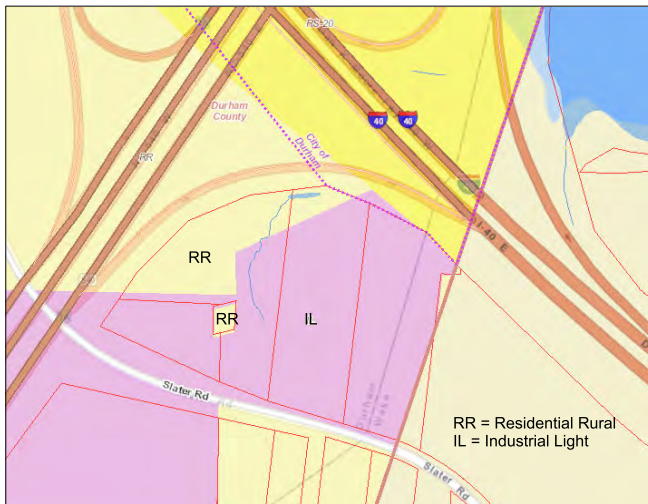 RS-20
Durham
County
City of
Durham
40 40
RR
I-40 E
RR
RR
IL
Slater Rd
Durham
Wake
RR = Residential Rural
IL = Industrial Light
Slater Rd